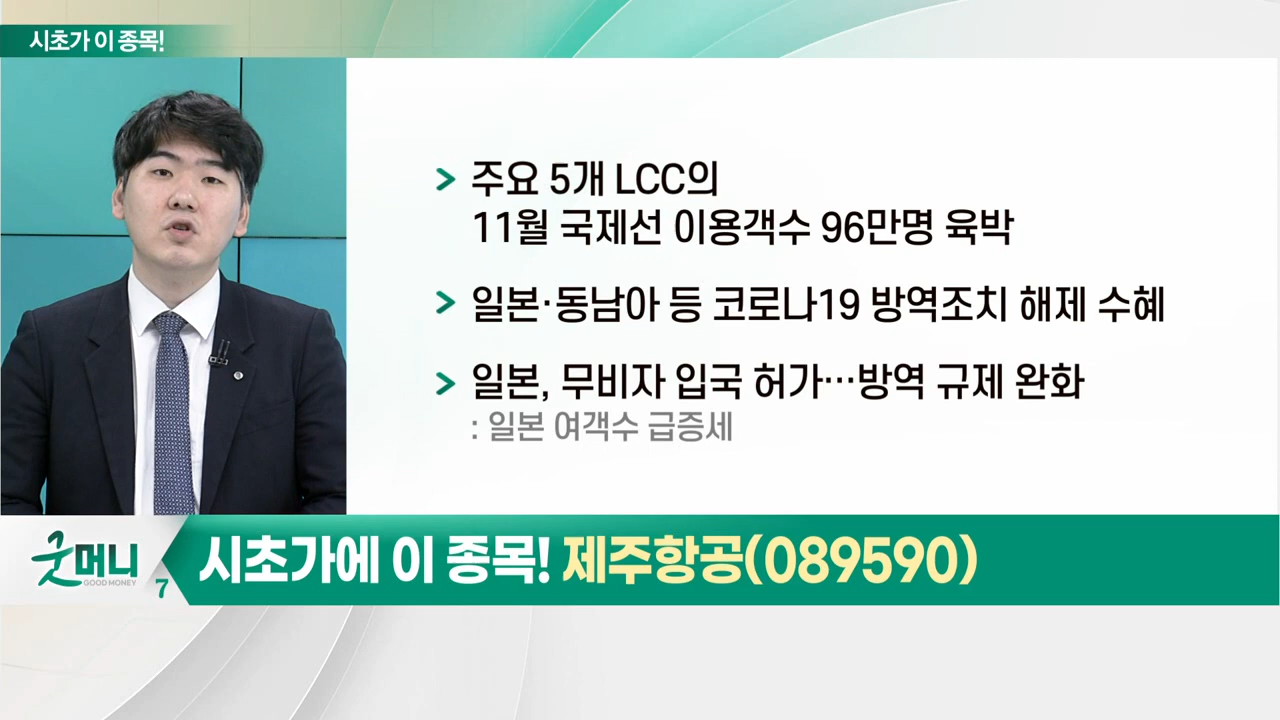 시초가 이 종목!
> 주요 5개 LCC의
11월 국제선 이용객수 96만명 육박
> 일본·동남아 등 코로나19 방역조치 해제 수혜
> 일본, 무비자 입국 허가…방역 규제 완화
: 일본 여객수 급증세
굿머니
GOOD MONEY
7
시초가에 이 종목! 제주항공(089590)